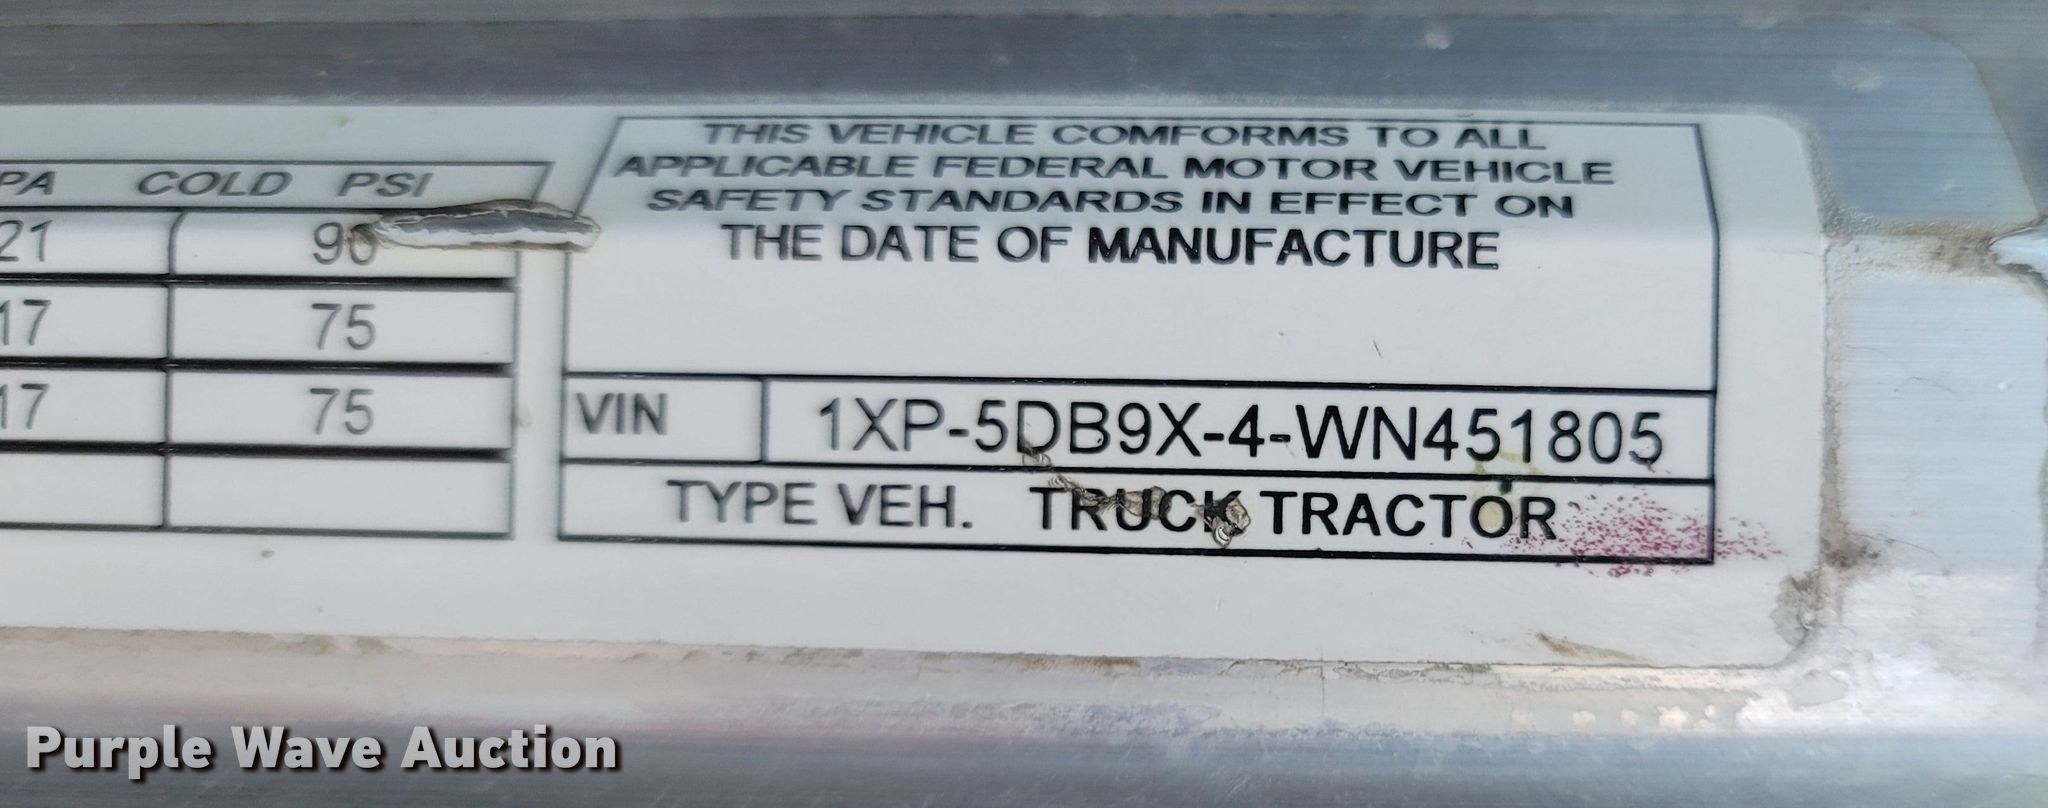 THIS VEHICLE COMFORMS TO ALL
APPLICABLE FEDERAL MOTOR VEHICLE
SAFETY STANDARDS IN EFFECT ON
THE DATE OF MANUFACTURE
PA COLD PSI
21 90
17 75
17 75
VIN 1XP-5DB9X-4-WN451805
TYPE VEH. TRUCK TRACTOR
Purple Wave Auction